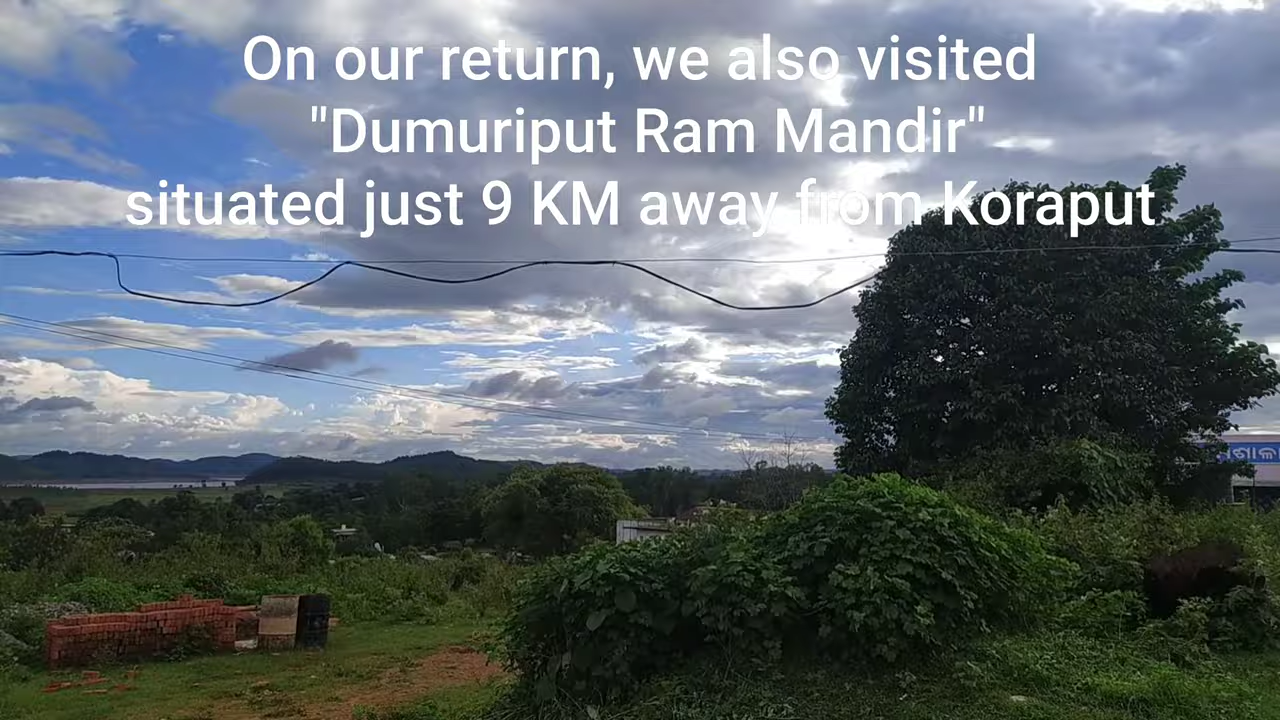 On our return, we also visited
"Dumuriput Ram Mandir"
situated just 9 KM away from Koraput